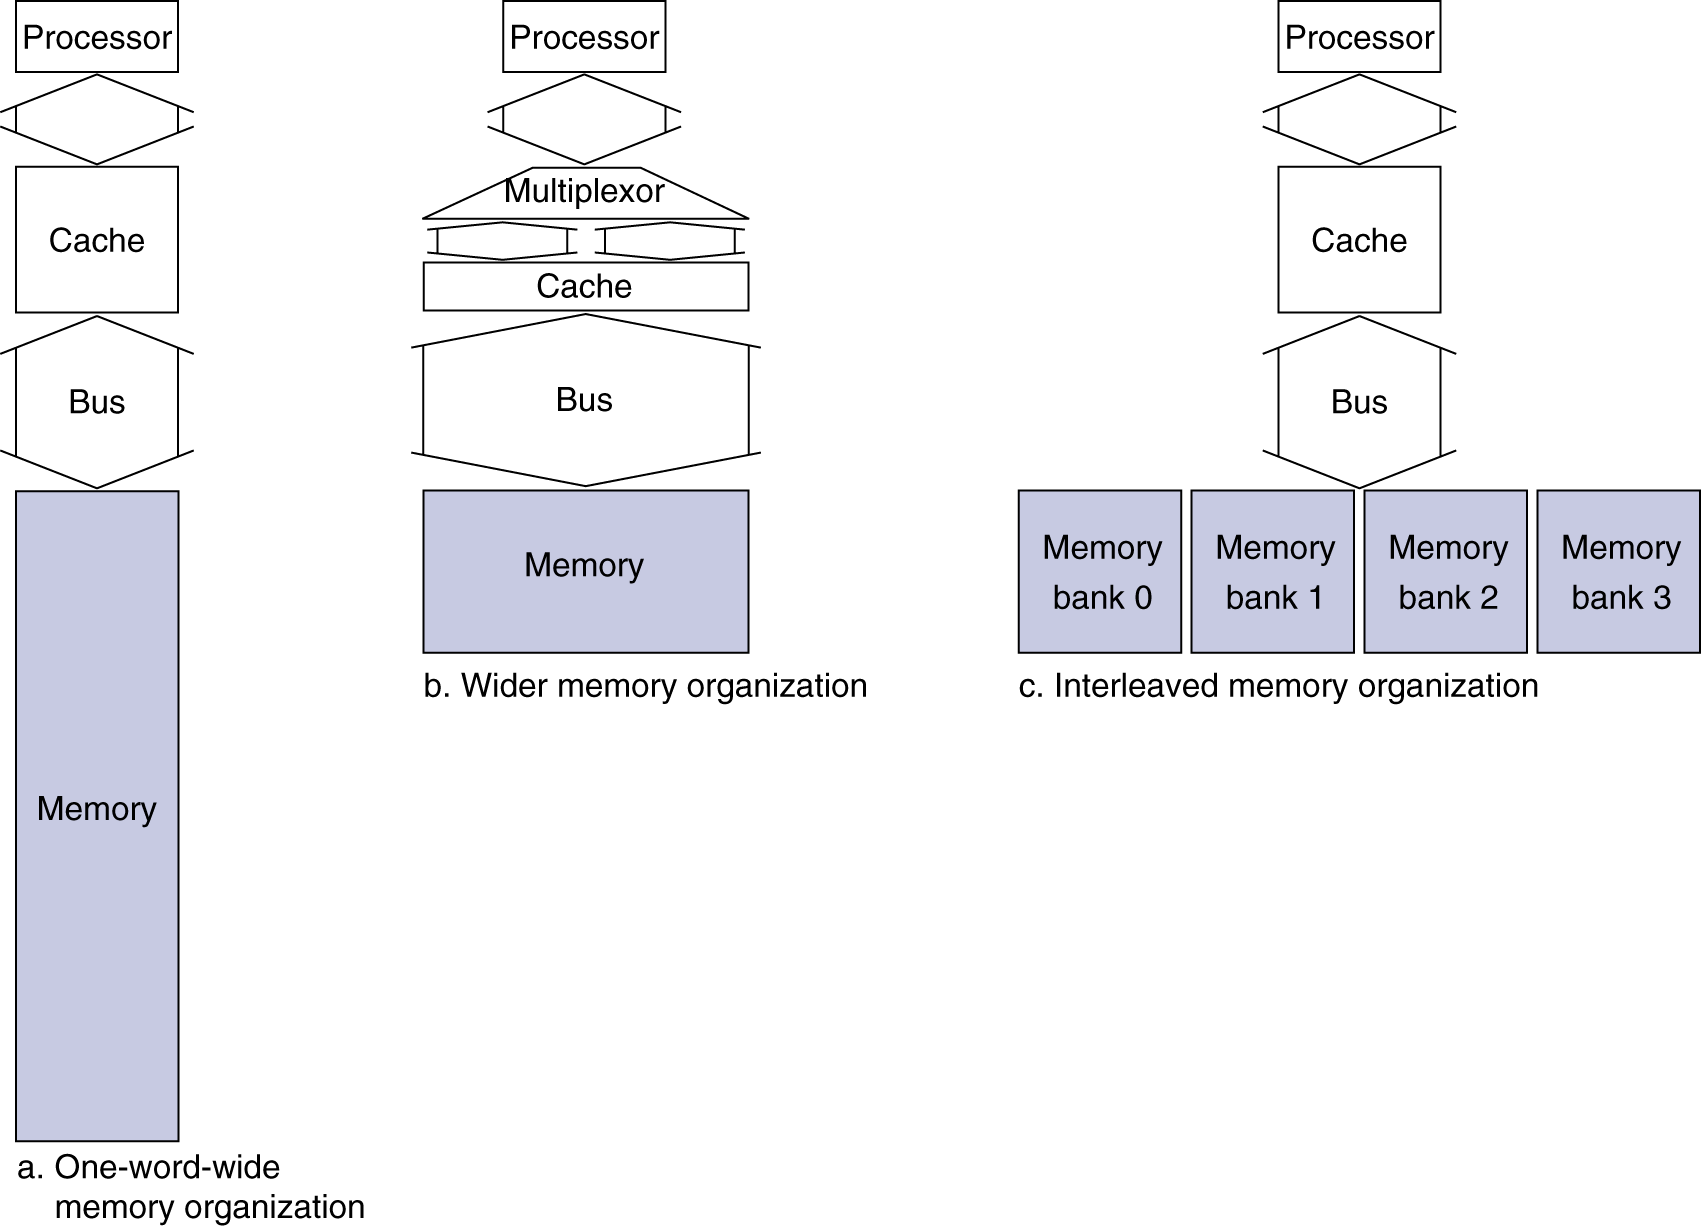 Processor
Cache
Bus
Memory
a. One-word-wide
memory organization
Processor
Multiplexor
Cache
Bus
Memory
b. Wider memory organization
Processor
Cache
Bus
Memory
bank 0
Memory
bank 1
Memory
bank 2
Memory
bank 3
c. Interleaved memory organization